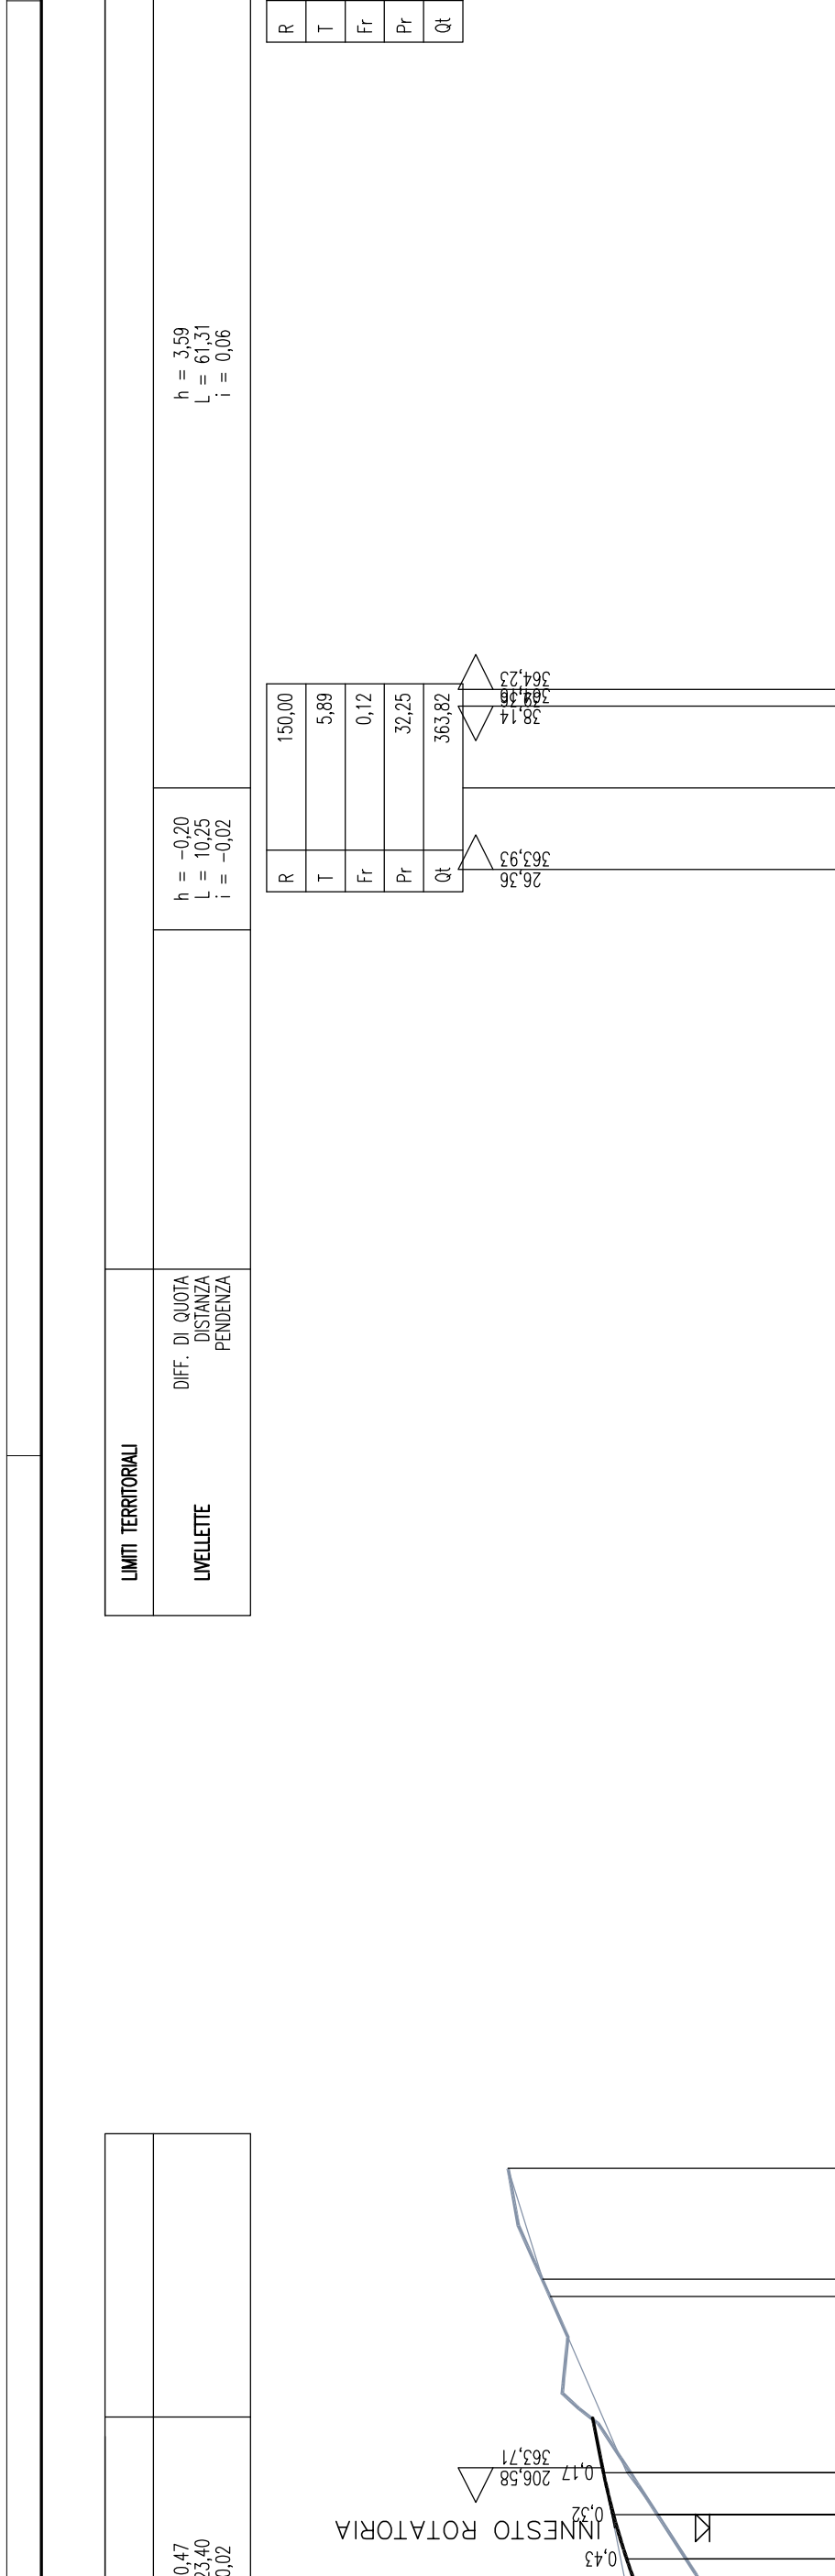 R
T
Fr
Pr
Qt
h = 3,59
L = 61,31
i = 0,06
R 150,00
T 5,89
Fr 0,12
Pr 32,25
Qt 363,82
364,23
38,14
363,93
26,36
h = -0,20
L = 10,25
i = -0,02
LIMITI TERRITORIALI
LIVELLETTE
DIFF. DI QUOTA
DISTANZA
PENDENZA
0,47
23,40
0,02
363,71
206,58
0,17
0,32
0,43
INNESTO ROTATORIA